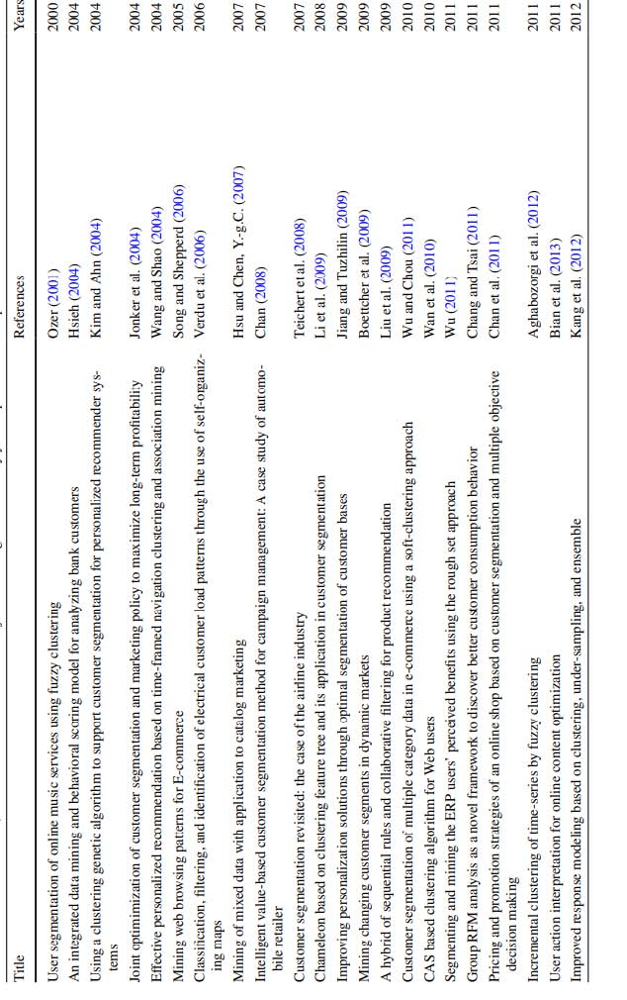 Title References Years
User segmentation of online music services using fuzzy clustering Ozer (2001) 2000
An integrated data mining and behavioral scoring model for analyzing bank customers Hsieh (2004) 2004
Using a clustering genetic algorithm to support customer segmentation for personalized recommender sys- Kim and Ahn (2004) 2004
tems
Joint optimization of customer segmentation and marketing policy to maximize long-term profitability Jonker et al. (2004) 2004
Effective personalized recommendation based on time-framed navigation clustering and association mining Wang and Shao (2004) 2004
Mining web browsing patterns for E-commerce Song and Shepperd (2006) 2005
Classification, filtering, and identification of electrical customer load patterns through the use of self-organiz- Verdu et al. (2006) 2006
ing maps
Mining of mixed data with application to catalog marketing Hsu and Chen, Y.-g.C. (2007) 2007
Intelligent value-based customer segmentation method for campaign management: A case study of automo- Chan (2008) 2007
bile retailer
Customer segmentation revisited: the case of the airline industry Teichert et al. (2008) 2007
Chameleon based on clustering feature tree and its application in customer segmentation Li et al. (2009) 2008
Improving personalization solutions through optimal segmentation of customer bases Jiang and Tuzhilin (2009) 2009
Mining changing customer segments in dynamic markets Boettcher et al. (2009) 2009
A hybrid of sequential rules and collaborative filtering for product recommendation Liu et al. (2009) 2009
Customer segmentation of multiple category data in e-commerce using a soft-clustering approach Wu and Chou (2011) 2010
CAS based clustering algorithm for Web users Wan et al. (2010) 2010
Segmenting and mining the ERP users' perceived benefits using the rough set approach Wu (2011) 2011
Group RFM analysis as a novel framework to discover better customer consumption behavior Chang and Tsai (2011) 2011
Pricing and promotion strategies of an online shop based on customer segmentation and multiple objective Chan et al. (2011) 2011
decision making
Incremental clustering of time-series by fuzzy clustering Aghabozorgi et al. (2012) 2011
User action interpretation for online content optimization Bian et al. (2013) 2011
Improved response modeling based on clustering, under-sampling, and ensemble Kang et al. (2012) 2012